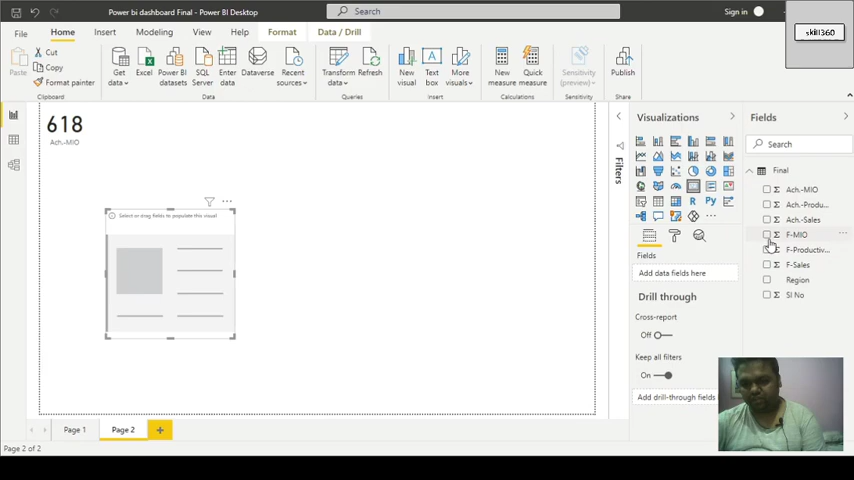 Power bi dashboard Final - Power BI Desktop
Search
Sign in
skill360
File
Home
Insert
Modeling
View
Help
Format
Data / Drill
Paste
Cut
Copy
Format painter
Clipboard
Get data
Excel
Power BI datasets
SQL Server
Enter data
Dataverse
Recent sources
Data
Transform data
Refresh
Queries
New visual
Text box
More visuals
Insert
New measure
Quick measure
Calculations
Sensitivity (preview)
Sensitivity
Publish
Share
618
Ach.-MIO
Select or drag fields to populate this visual
Filters
Visualizations
R
Py
Fields
Add data fields here
Drill through
Cross-report
Off
Keep all filters
On
Add drill-through fields
Fields
Search
Final
Ach.-MIO
Ach.-Produ...
Ach.-Sales
F-MIO
F-Productiv...
F-Sales
Region
Sl No
Page 1
Page 2
Page 2 of 2